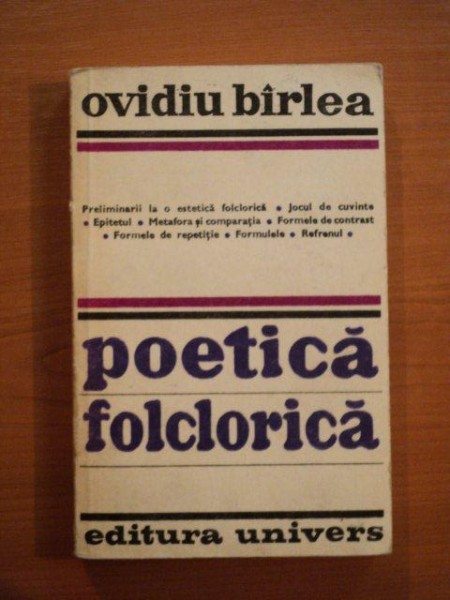 ovidiu bîrlea
Preliminarii la o estetică folclorică • Jocul de cuvinte
• Epitetul • Metafora și comparația • Formele de contrast
• Formele de repetiție • Formulele • Refrenul •
poetică
folclorică
editura univers